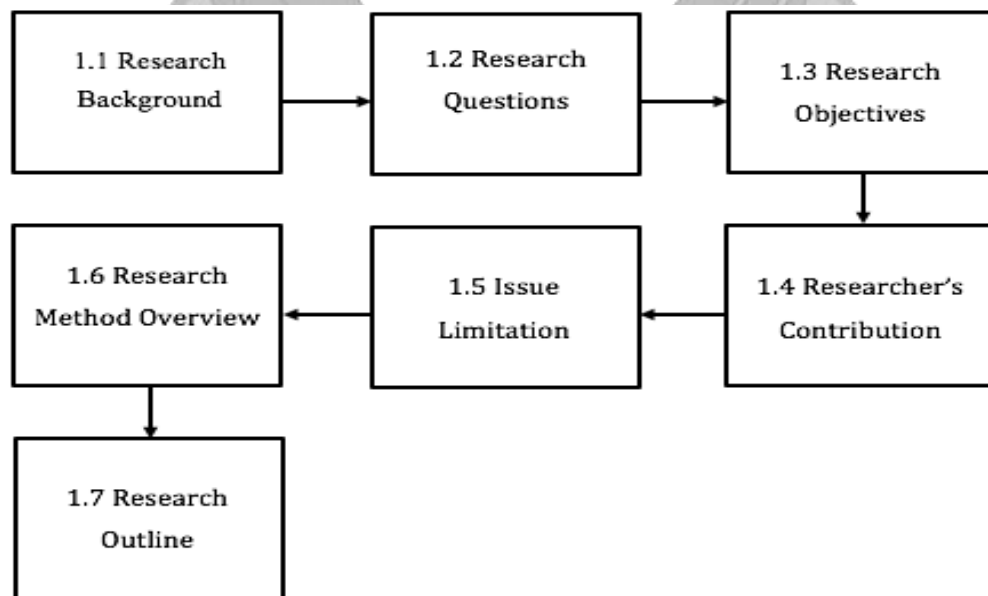 1.1 Research
Background
1.2 Research
Questions
1.3 Research
Objectives
1.4 Researcher’s
Contribution
1.5 Issue
Limitation
1.6 Research
Method Overview
1.7 Research
Outline